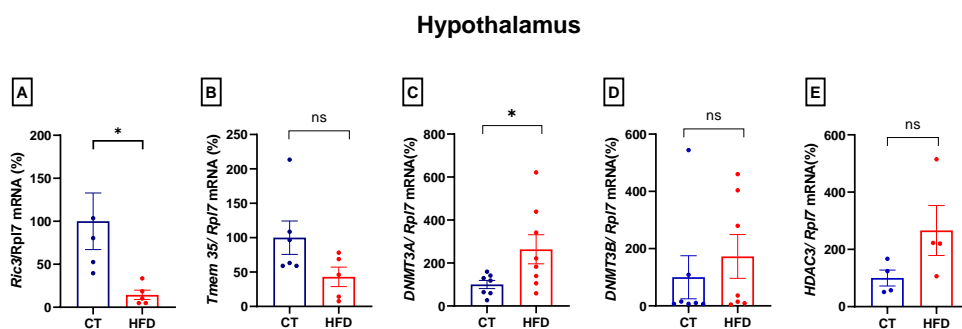 Hypothalamus
A
B
C
D
E
Ric3/Rpl7 mRNA (%)
200
150
100
50
0
*
CT
HFD
Tmem 35/ Rpl7 mRNA (%)
250
200
150
100
50
0
ns
CT
HFD
DNMT3A/ Rpl7 mRNA(%)
800
600
400
200
0
*
CT
HFD
DNMT3B/ Rpl7 mRNA(%)
600
400
200
0
ns
CT
HFD
HDAC3/ Rpl7 mRNA(%)
600
400
200
0
ns
CT
HFD